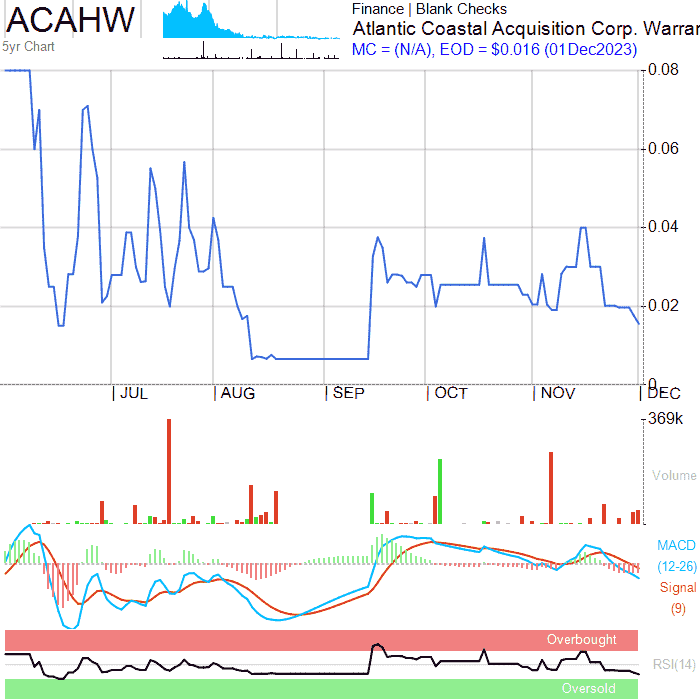 ACAHW
5yr Chart
Finance | Blank Checks
Atlantic Coastal Acquisition Corp. Warran
MC = (N/A), EOD = $0.016 (01Dec2023)
0.08
0.06
0.04
0.02
0
JUL AUG SEP OCT NOV DEC
369k
Volume
MACD
(12-26)
Signal
(9)
Overbought
RSI(14)
Oversold